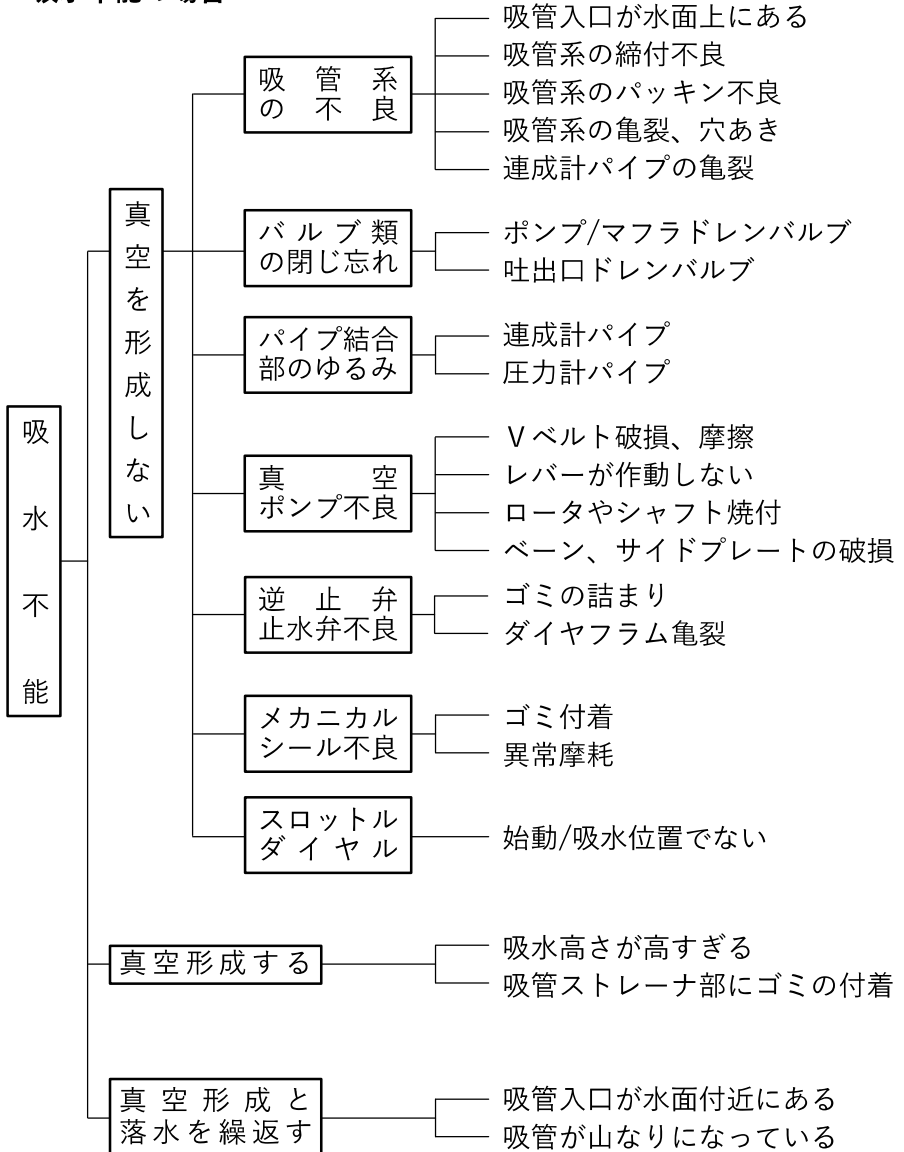 吸水不能
真空を形成しない
吸管系
の不良
吸管入口が水面上にある
吸管系の締付不良
吸管系のパッキン不良
吸管系の亀裂、穴あき
連成計パイプの亀裂
バルブ類
の閉じ忘れ
ポンプ/マフラドレンバルブ
吐出口ドレンバルブ
パイプ結合
部のゆるみ
連成計パイプ
圧力計パイプ
真空
ポンプ不良
Vベルト破損、摩擦
レバーが作動しない
ロータやシャフト焼付
ベーン、サイドプレートの破損
逆止弁
止水弁不良
ゴミの詰まり
ダイヤフラム亀裂
メカニカル
シール不良
ゴミ付着
異常摩耗
スロットル
ダイヤル
始動/吸水位置でない
真空形成する
吸水高さが高すぎる
吸管ストレーナ部にゴミの付着
真空形成と
落水を繰返す
吸管入口が水面付近にある
吸管が山なりになっている